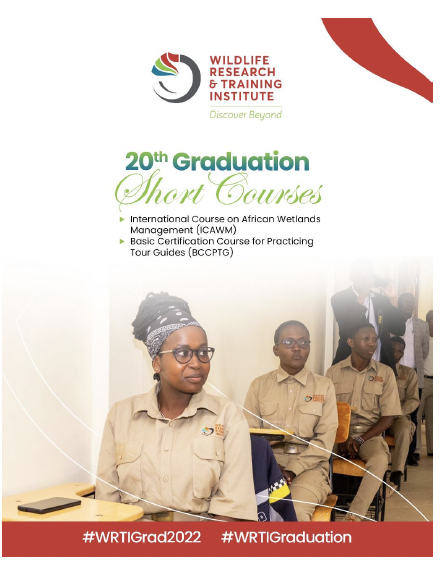 WILDLIFE
RESEARCH
& TRAINING
INSTITUTE
Discover Beyond
20th Graduation
Short Courses
International Course on African Wetlands
Management (ICAWM)
Basic Certification Course for Practicing
Tour Guides (BCCPTG)
#WRTIGrad2022 #WRTIGraduation